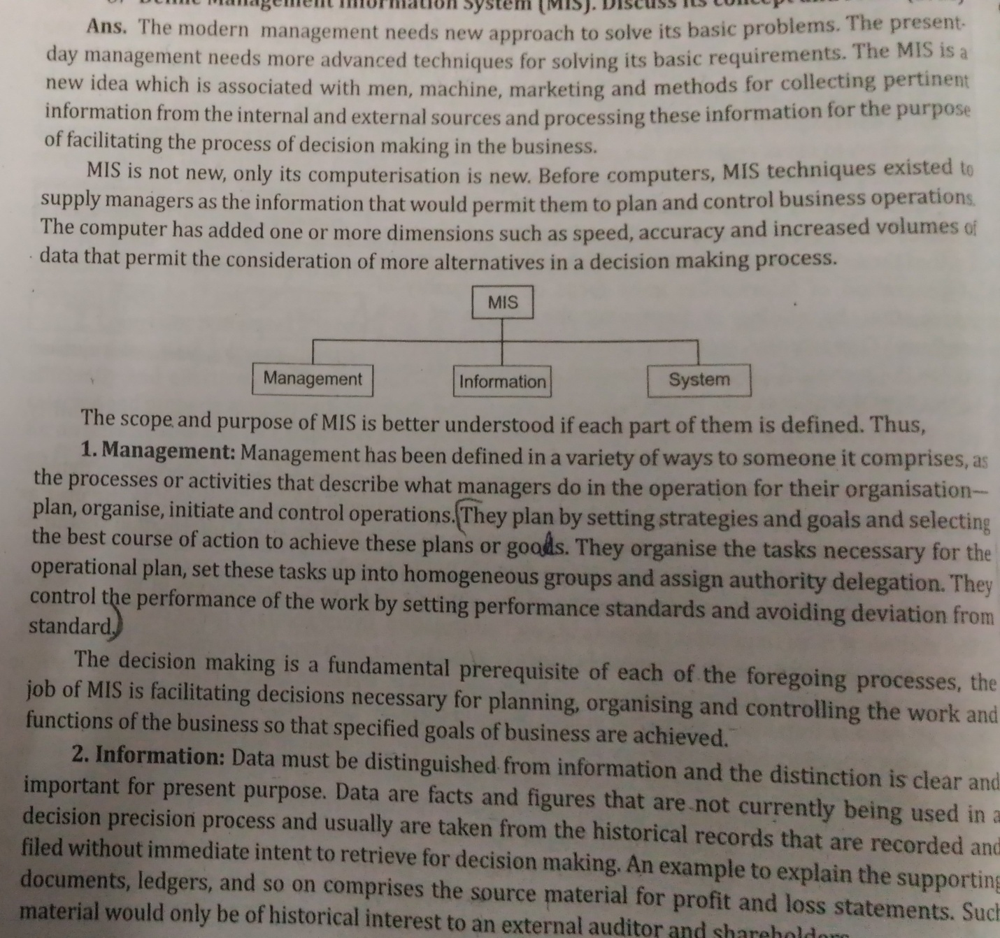 Define Management Information System (MIS). Discuss its concept and
Ans. The modern management needs new approach to solve its basic problems. The present-
day management needs more advanced techniques for solving its basic requirements. The MIS is a
new idea which is associated with men, machine, marketing and methods for collecting pertinent
information from the internal and external sources and processing these information for the purpose
of facilitating the process of decision making in the business.
MIS is not new, only its computerisation is new. Before computers, MIS techniques existed to
supply managers as the information that would permit them to plan and control business operations.
The computer has added one or more dimensions such as speed, accuracy and increased volumes of
data that permit the consideration of more alternatives in a decision making process.
MIS
Management Information System
The scope and purpose of MIS is better understood if each part of them is defined. Thus,
1. Management: Management has been defined in a variety of ways to someone it comprises, as
the processes or activities that describe what managers do in the operation for their organisation—
plan, organise, initiate and control operations. They plan by setting strategies and goals and selecting
the best course of action to achieve these plans or goods. They organise the tasks necessary for the
operational plan, set these tasks up into homogeneous groups and assign authority delegation. They
control the performance of the work by setting performance standards and avoiding deviation from
standard.
The decision making is a fundamental prerequisite of each of the foregoing processes, the
job of MIS is facilitating decisions necessary for planning, organising and controlling the work and
functions of the business so that specified goals of business are achieved.
2. Information: Data must be distinguished from information and the distinction is clear and
important for present purpose. Data are facts and figures that are not currently being used in a
decision precision process and usually are taken from the historical records that are recorded and
filed without immediate intent to retrieve for decision making. An example to explain the supporting
documents, ledgers, and so on comprises the source material for profit and loss statements. Such
material would only be of historical interest to an external auditor and shareholders